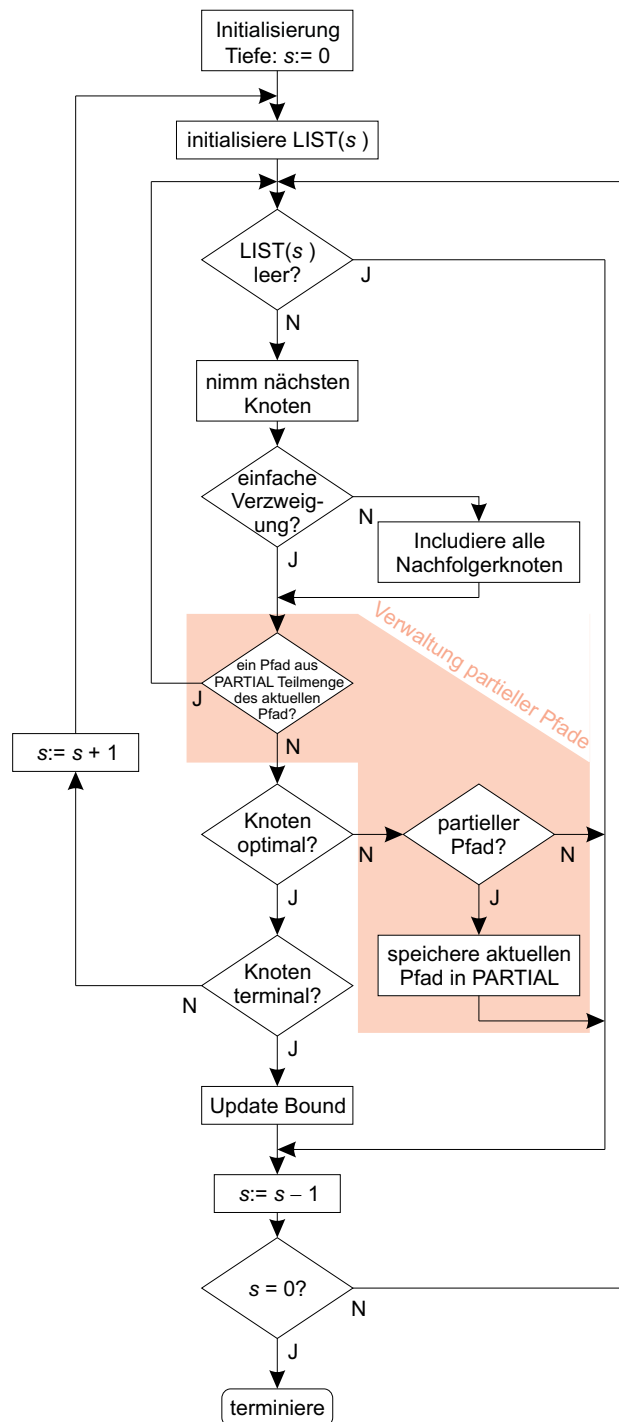 Initialisierung
Tiefe: s:= 0
initialisiere LIST(s )
LIST(s )
leer?
J
N
nimm nächsten
Knoten
einfache
Verzweig-
ung?
N
J
Includiere alle
Nachfolgerknoten
Verwaltung partieller Pfade
ein Pfad aus
PARTIAL Teilmenge
des aktuellen
Pfad?
J
N
s:= s + 1
Knoten
optimal?
N
J
partieller
Pfad?
N
J
speichere aktuellen
Pfad in PARTIAL
Knoten
terminal?
N
J
Update Bound
s:= s − 1
s = 0?
N
J
terminiere